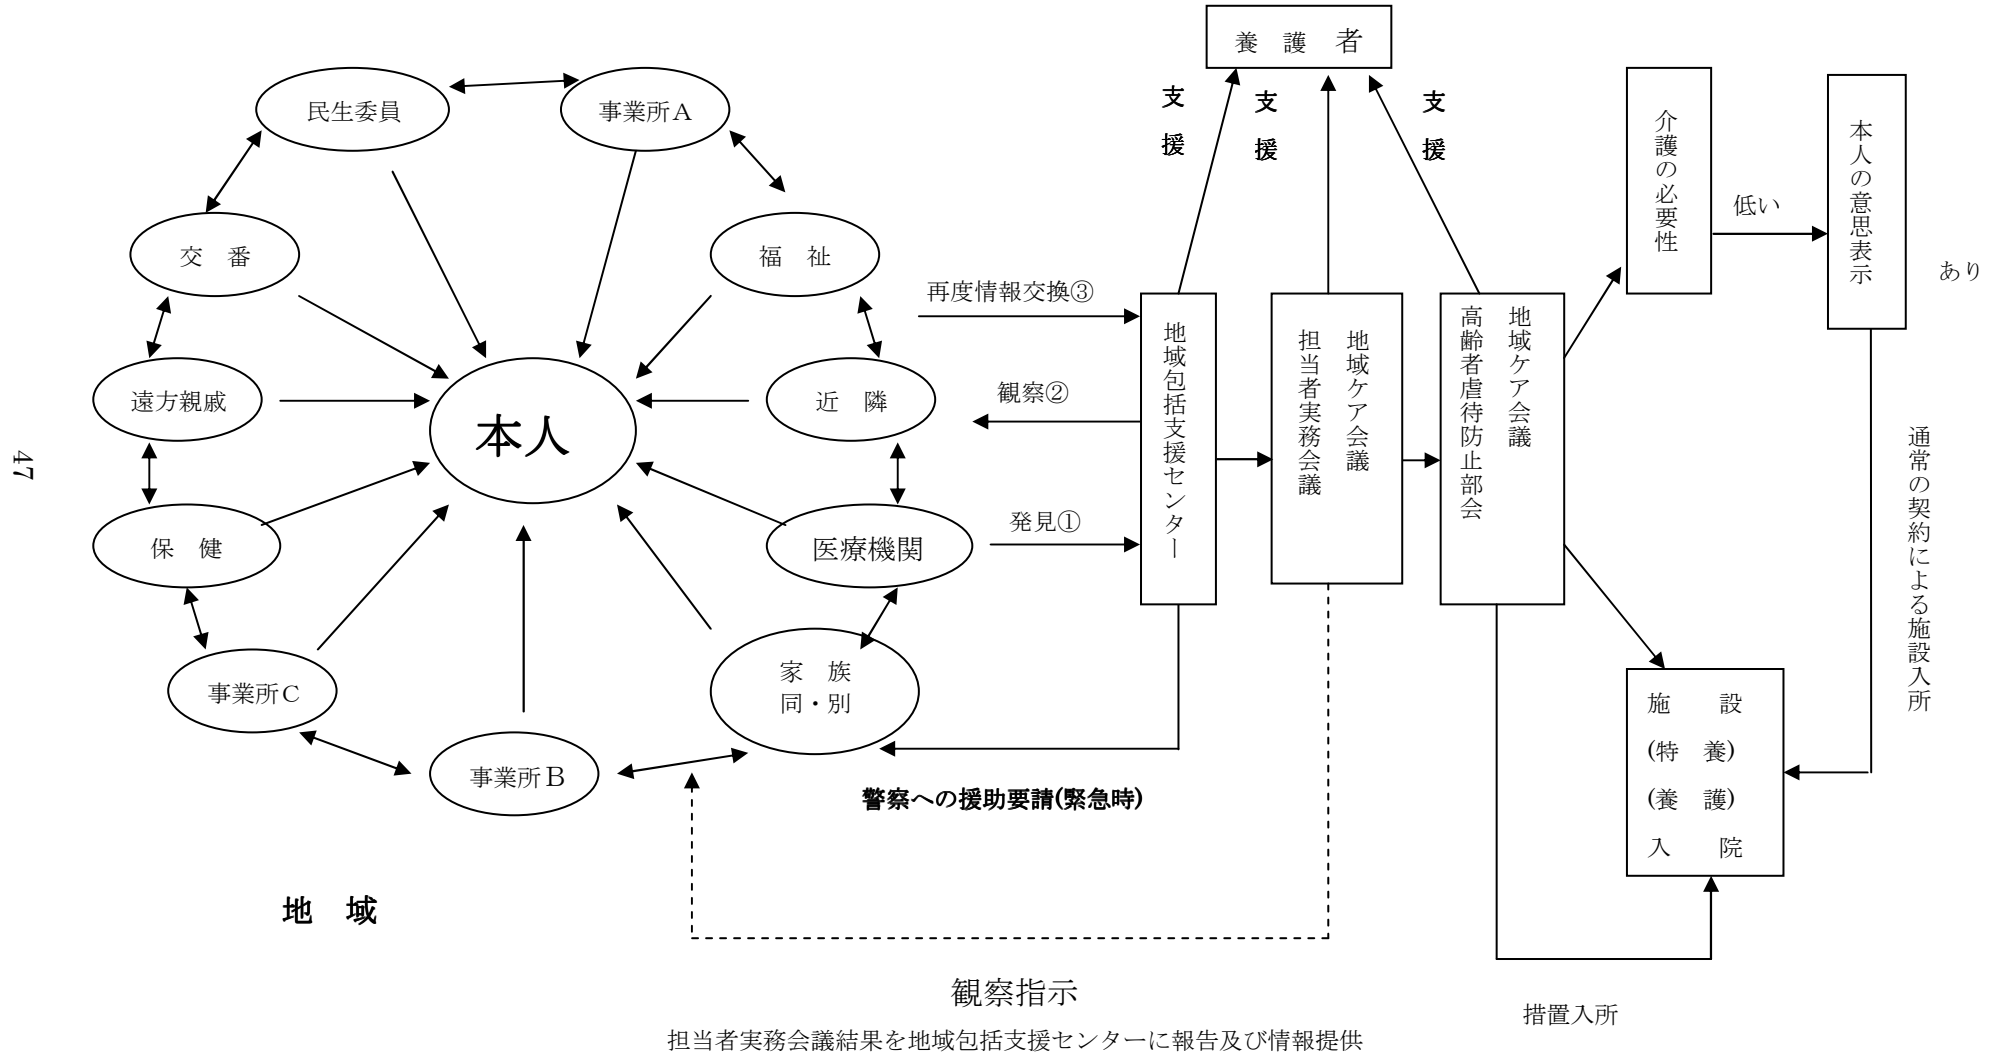 養　護　者
支援
支援
支援
民生委員
事業所A
交　番
福　祉
遠方親戚
近　隣
本人
保　健
医療機関
事業所C
家　族
同・別
事業所B
地　域
再度情報交換③
観察②
発見①
地域包括支援センター
地域ケア会議
担当者実務会議
地域ケア会議
高齢者虐待防止部会
介護の必要性
低い
本人の意思表示
あり
通常の契約による施設入所
施　　設
(特　養)
(養　護)
入　　院
警察への援助要請(緊急時)
観察指示
担当者実務会議結果を地域包括支援センターに報告及び情報提供
措置入所
47